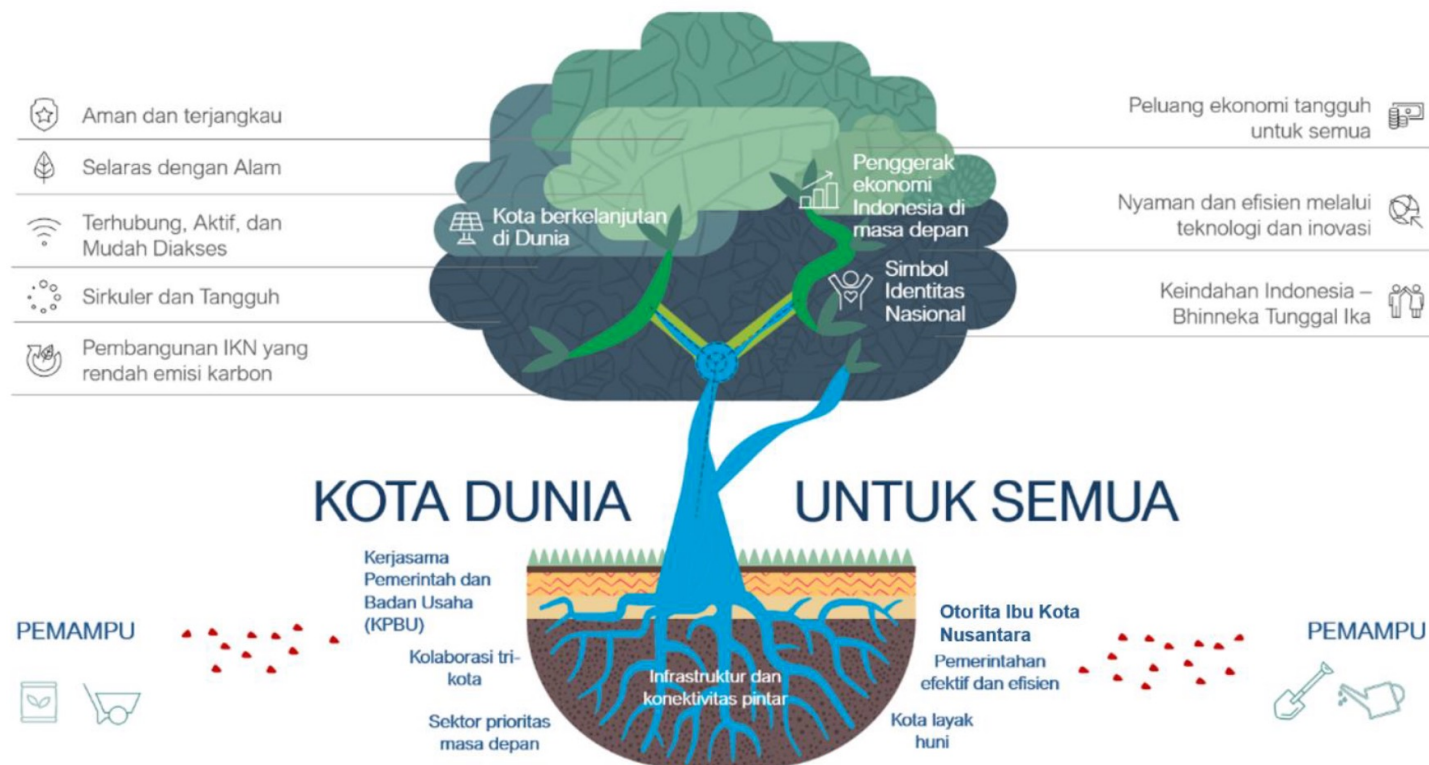 Aman dan terjangkau
Selaras dengan Alam
Terhubung, Aktif, dan
Mudah Diakses
Sirkuler dan Tangguh
Pembangunan IKN yang
rendah emisi karbon
Kota berkelanjutan
di Dunia
Penggerak
ekonomi
Indonesia di
masa depan
Simbol
Identitas
Nasional
Peluang ekonomi tangguh
untuk semua
Nyaman dan efisien melalui
teknologi dan inovasi
Keindahan Indonesia –
Bhinneka Tunggal Ika
KOTA DUNIA UNTUK SEMUA
PEMAMPU
Kerjasama
Pemerintah dan
Badan Usaha
(KPBU)
Kolaborasi tri-
kota
Sektor prioritas
masa depan
Infrastruktur dan
konektivitas pintar
Otorita Ibu Kota
Nusantara
Pemerintahan
efektif dan efisien
Kota layak
huni
PEMAMPU